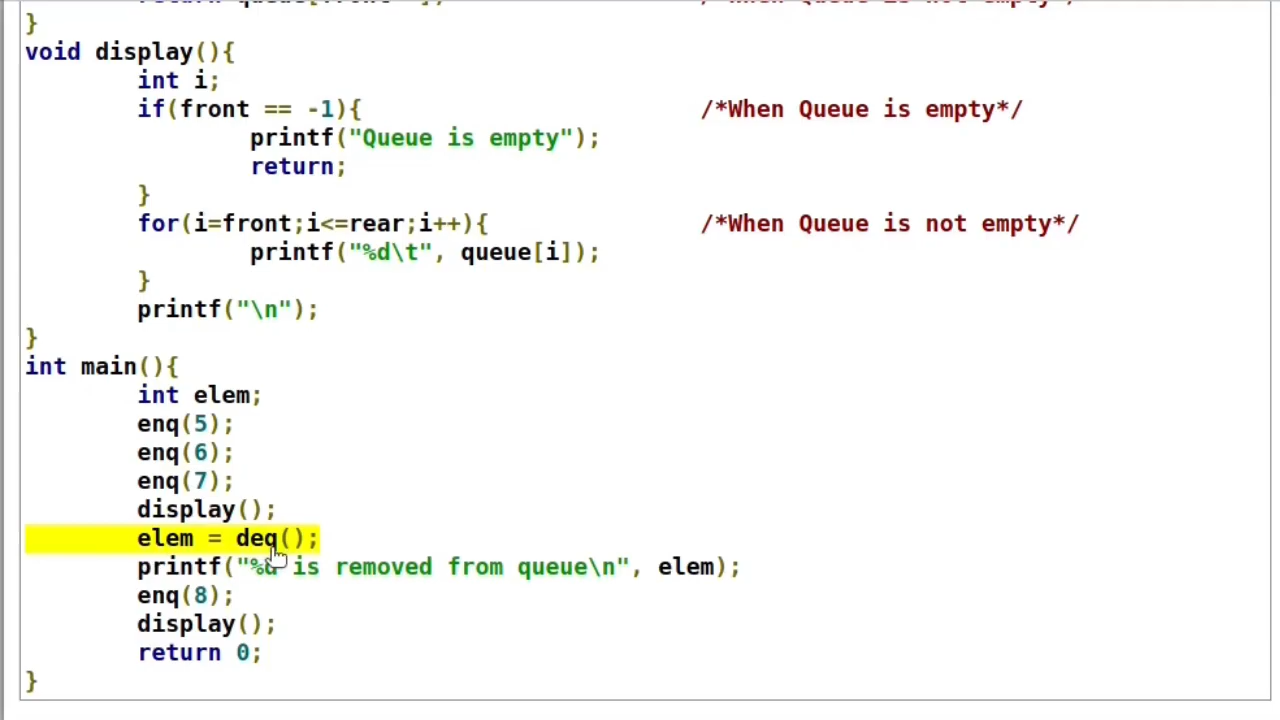 }
void display(){
int i;
if(front == -1){ /*When Queue is empty*/
printf("Queue is empty");
return;
}
for(i=front;i<=rear;i++){ /*When Queue is not empty*/
printf("%d\t", queue[i]);
}
printf("\n");
}
int main(){
int elem;
enq(5);
enq(6);
enq(7);
display();
elem = deq();
printf("%d is removed from queue\n", elem);
enq(8);
display();
return 0;
}